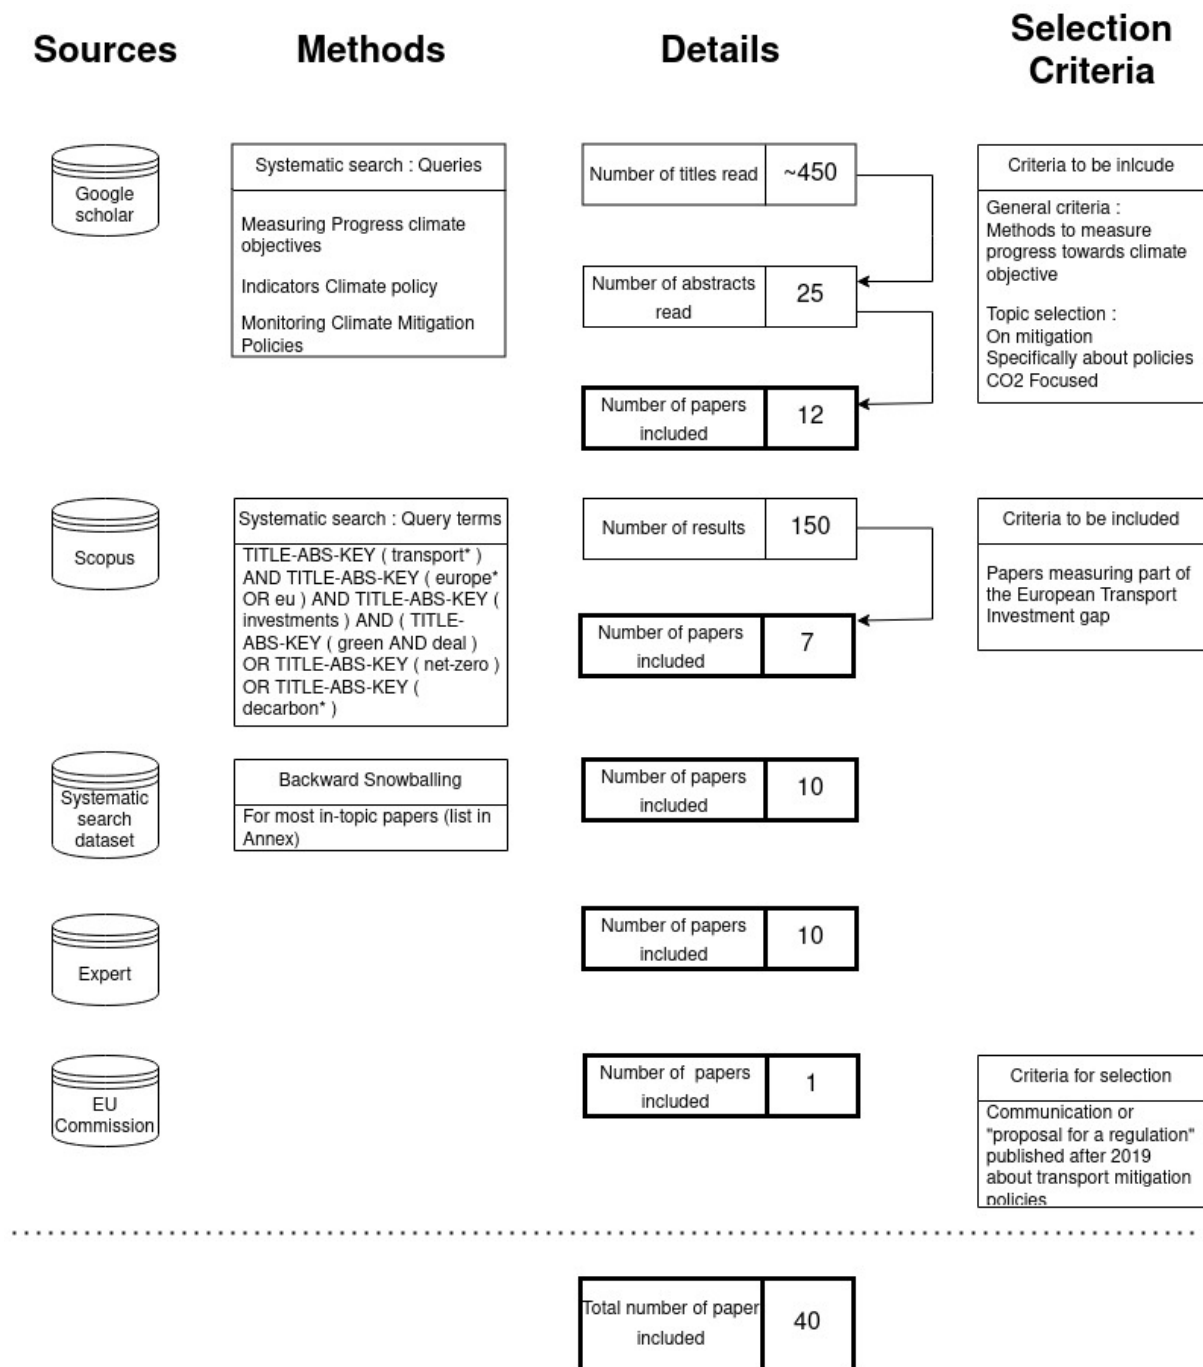 Sources
Methods
Details
Selection
Criteria
Google
scholar
Systematic search : Queries
Measuring Progress climate
objectives
Indicators Climate policy
Monitoring Climate Mitigation
Policies
Number of titles read
~450
Number of abstracts
read
25
Number of papers
included
12
Criteria to be inlcude
General criteria :
Methods to measure
progress towards climate
objective
Topic selection :
On mitigation
Specifically about policies
CO2 Focused
Scopus
Systematic search : Query terms
TITLE-ABS-KEY ( transport* )
AND TITLE-ABS-KEY ( europe*
OR eu ) AND TITLE-ABS-KEY (
investments ) AND ( TITLE-
ABS-KEY ( green AND deal )
OR TITLE-ABS-KEY ( net-zero )
OR TITLE-ABS-KEY (
decarbon* )
Number of results
150
Number of papers
included
7
Criteria to be included
Papers measuring part of
the European Transport
Investment gap
Systematic
search
dataset
Backward Snowballing
For most in-topic papers (list in
Annex)
Number of papers
included
10
Expert
Number of papers
included
10
EU
Commission
Number of papers
included
1
Criteria for selection
Communication or
"proposal for a regulation"
published after 2019
about transport mitigation
policies
Total number of paper
included
40